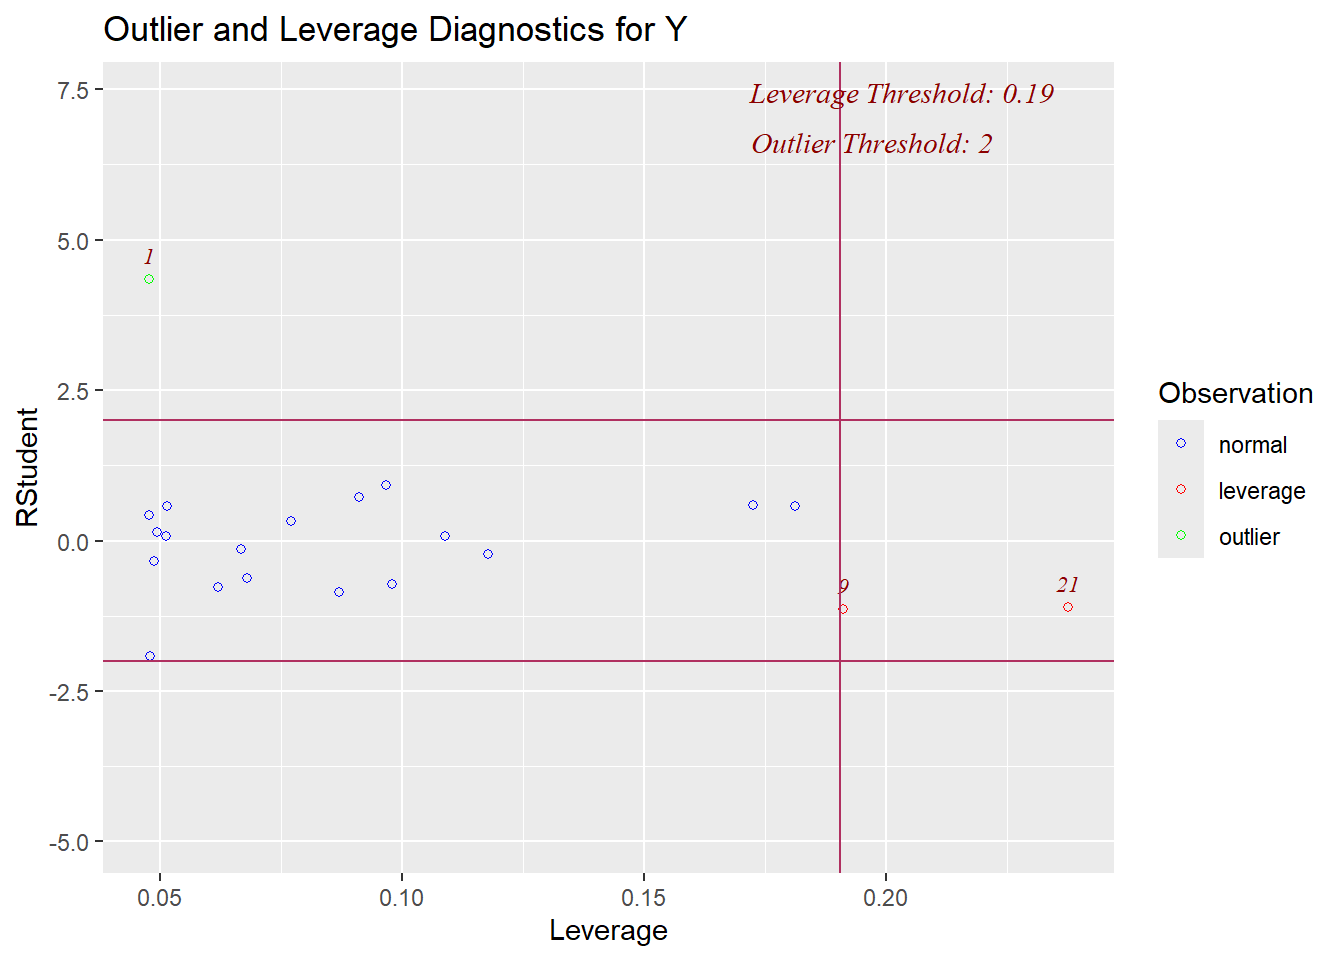 Outlier and Leverage Diagnostics for Y
7.5
Leverage Threshold: 0.19
Outlier Threshold: 2
5.0
1
2.5
Observation
normal
RStudent
leverage
0.0
outlier
9
21
-2.5
-5.0
0.05
0.10
0.15
0.20
Leverage